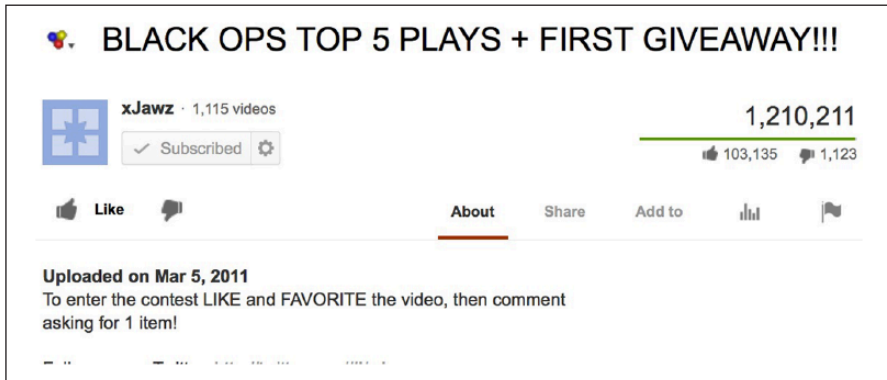 BLACK OPS TOP 5 PLAYS + FIRST GIVEAWAY!!!
xJawz · 1,115 videos
Subscribed
1,210,211
103,135 1,123
Like
About Share Add to
Uploaded on Mar 5, 2011
To enter the contest LIKE and FAVORITE the video, then comment
asking for 1 item!